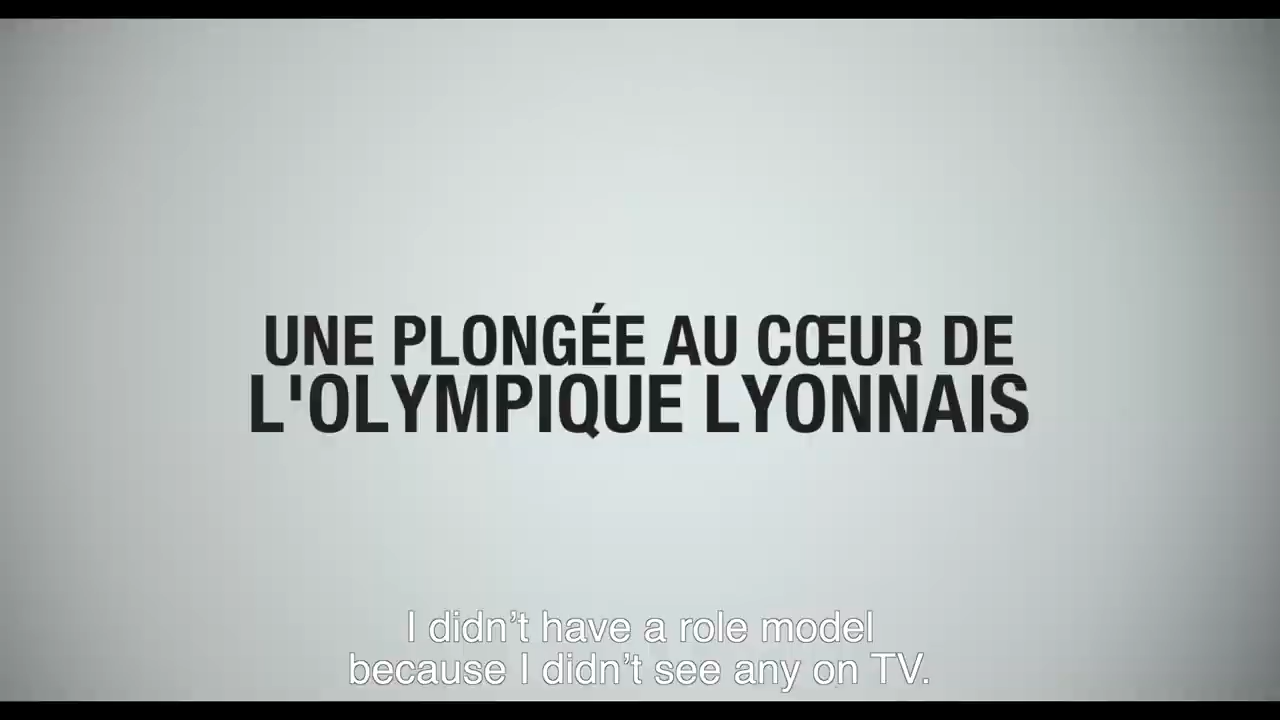 UNE PLONGÉE AU CŒUR DE
L'OLYMPIQUE LYONNAIS
I didn’t have a role model
because I didn’t see any on TV.